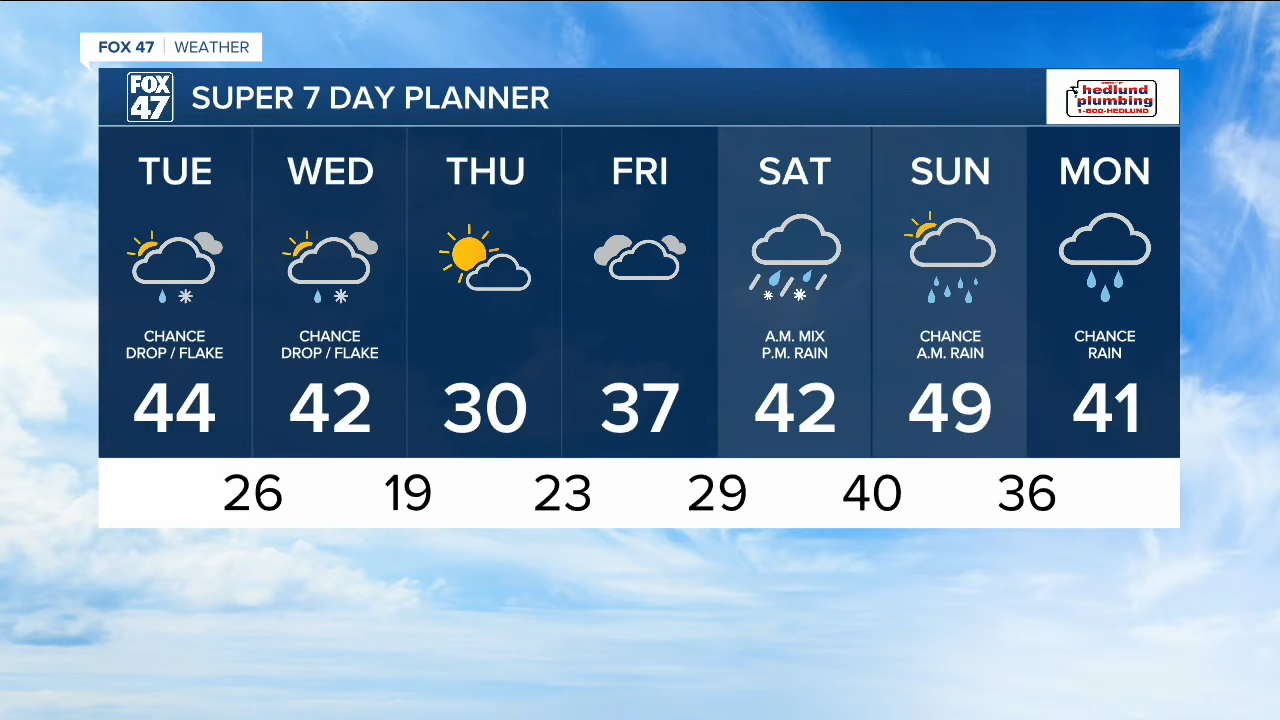 FOX 47 | WEATHER
FOX
47
SUPER 7 DAY PLANNER
hedlund
plumbing
1-800-HEDLUND
TUE WED THU FRI SAT SUN MON
CHANCE
DROP / FLAKE
CHANCE
DROP / FLAKE
A.M. MIX
P.M. RAIN
CHANCE
A.M. RAIN
CHANCE
RAIN
44 42 30 37 42 49 41
26 19 23 29 40 36